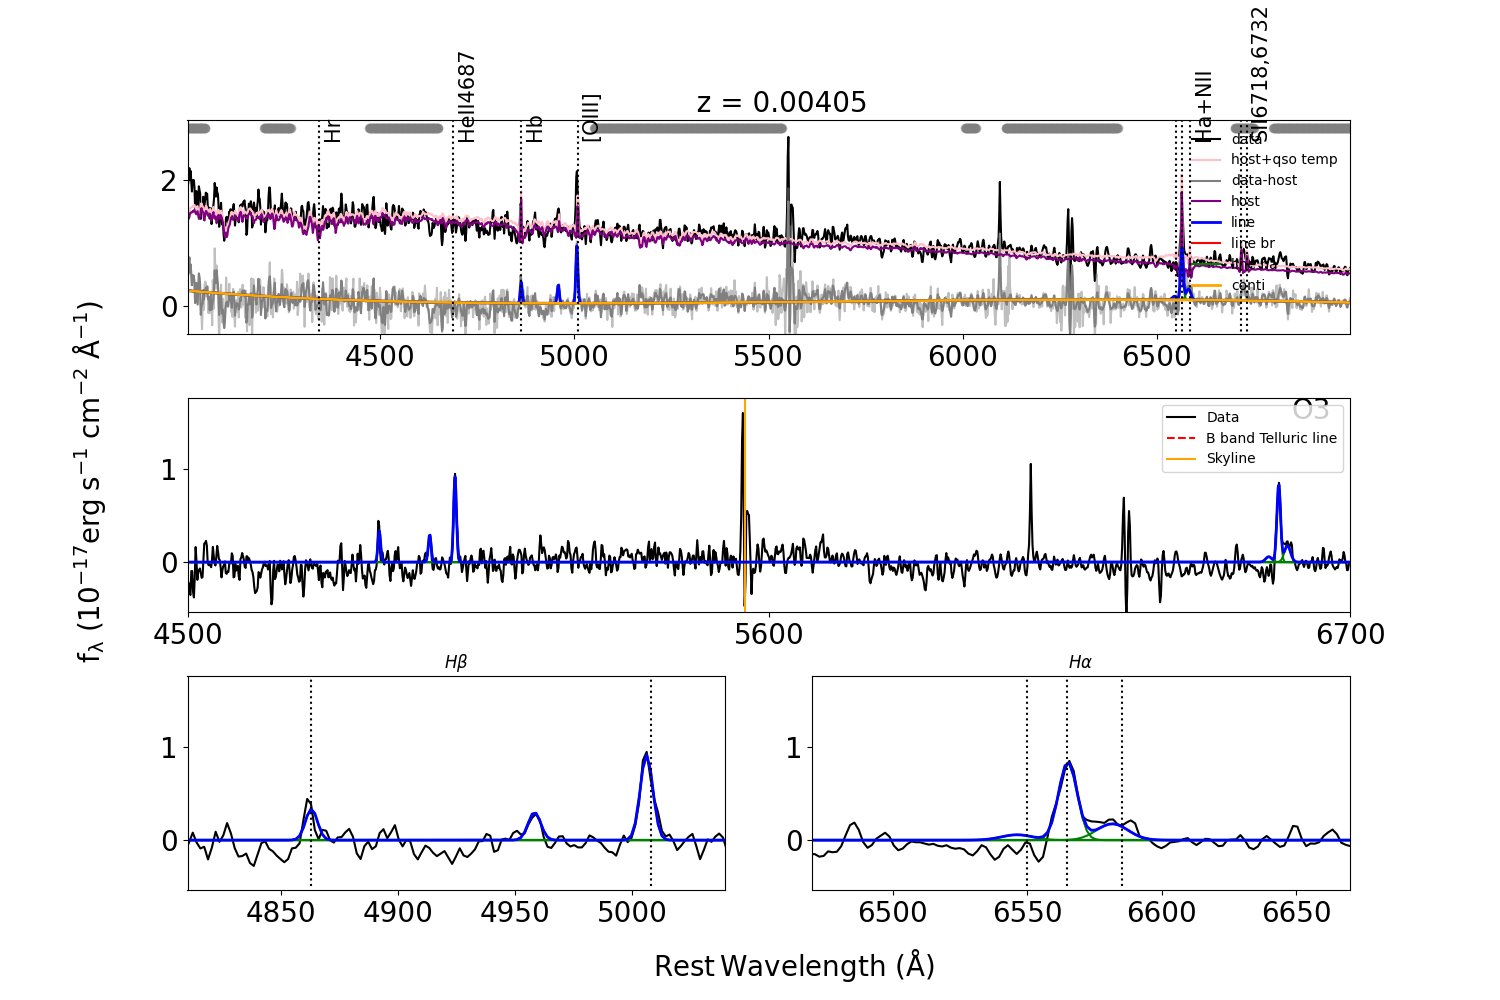 z = 0.00405
Hr
HeII4687
Hb
[OIII]
Ha+NII
SII6718,6732
data
host+qso temp
data-host
host
line
line br
conti
2
0
4500
5000
5500
6000
6500
f_λ (10^−17 erg s^−1 cm^−2 Å^−1)
O3
Data
B band Telluric line
Skyline
1
0
4500
5600
6700
Hβ
Hα
1
0
4850
4900
4950
5000
1
0
6500
6550
6600
6650
Rest Wavelength (Å)